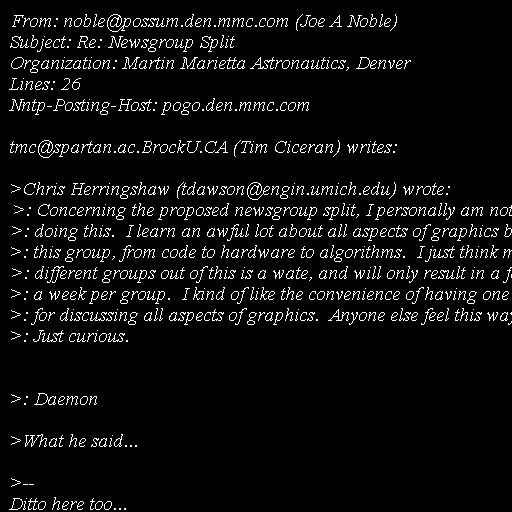 From: noble@possum.den.mmc.com (Joe A Noble)
Subject: Re: Newsgroup Split
Organization: Martin Marietta Astronautics, Denver
Lines: 26
Nntp-Posting-Host: pogo.den.mmc.com
tmc@spartan.ac.BrockU.CA (Tim Ciceran) writes:
>Chris Herringshaw (tdawson@engin.umich.edu) wrote:
>: Concerning the proposed newsgroup split, I personally am not
>: doing this.  I learn an awful lot about all aspects of graphics
>: this group, from code to hardware to algorithms.  I just think
>: different groups out of this is a wate, and will only result in a
>: a week per group.  I kind of like the convenience of having one
>: for discussing all aspects of graphics.  Anyone else feel this way
>: Just curious.
>: Daemon
>What he said...
>--
Ditto here too...